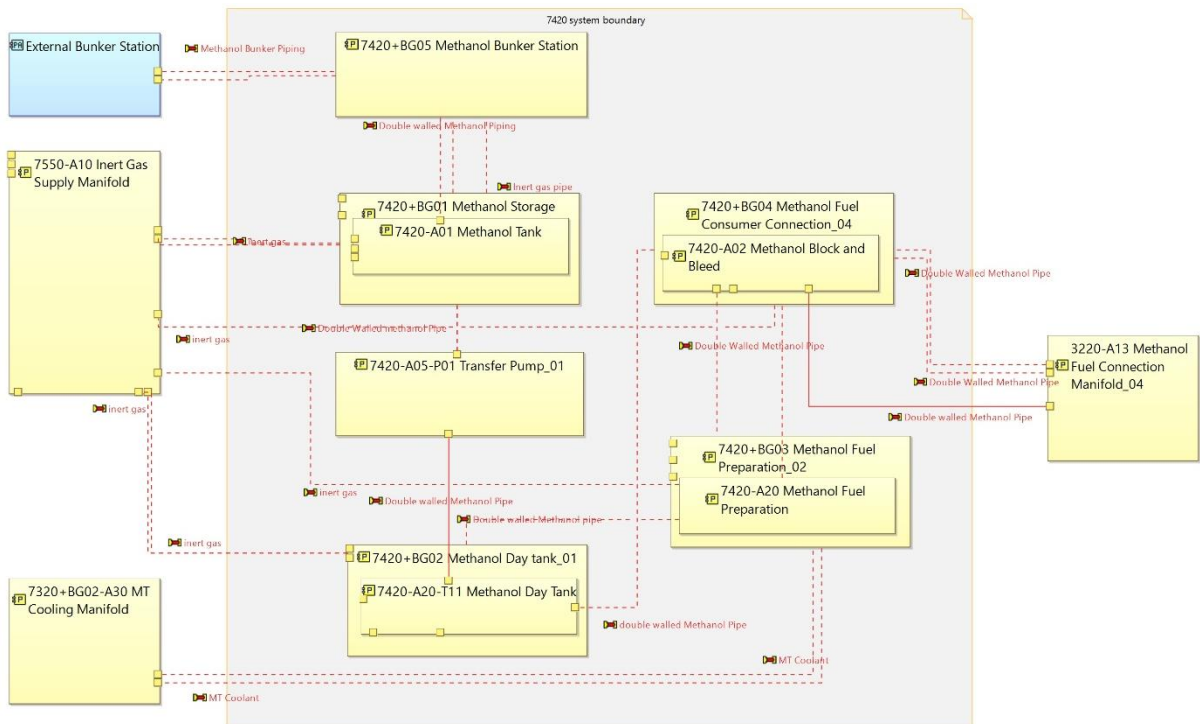 7420 system boundary
External Bunker Station
Methanol Bunker Piping
7420+BG05 Methanol Bunker Station
Double walled Methanol Piping
7550-A10 Inert Gas
Supply Manifold
Inert gas pipe
7420+BG01 Methanol Storage
7420-A01 Methanol Tank
inert gas
7420+BG04 Methanol Fuel
Consumer Connection_04
7420-A02 Methanol Block and
Bleed
Double Walled Methanol Pipe
Double Walled methanol Pipe
inert gas
Double Walled Methanol Pipe
3220-A13 Methanol
Fuel Connection
Manifold_04
7420-A05-P01 Transfer Pump_01
Double Walled Methanol Pipe
inert gas
Double walled Methanol Pipe
7420+BG03 Methanol Fuel
Preparation_02
7420-A20 Methanol Fuel
Preparation
inert gas
Double walled Methanol Pipe
Double walled Methanol pipe
inert gas
7420+BG02 Methanol Day tank_01
7420-A20-T11 Methanol Day Tank
7320+BG02-A30 MT
Cooling Manifold
double walled Methanol Pipe
MT Coolant
MT Coolant